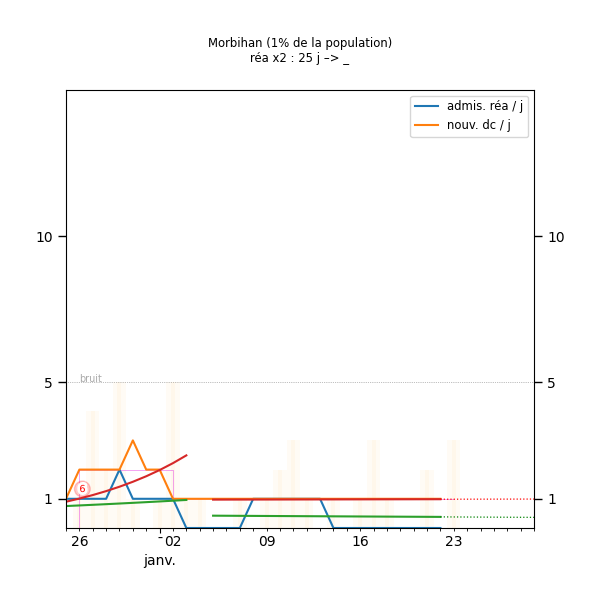 Morbihan (1% de la population)
réa x2 : 25 j –> _
admis. réa / j
nouv. dc / j
10
10
bruit
5
5
6
1
1
26
02
09
16
23
janv.